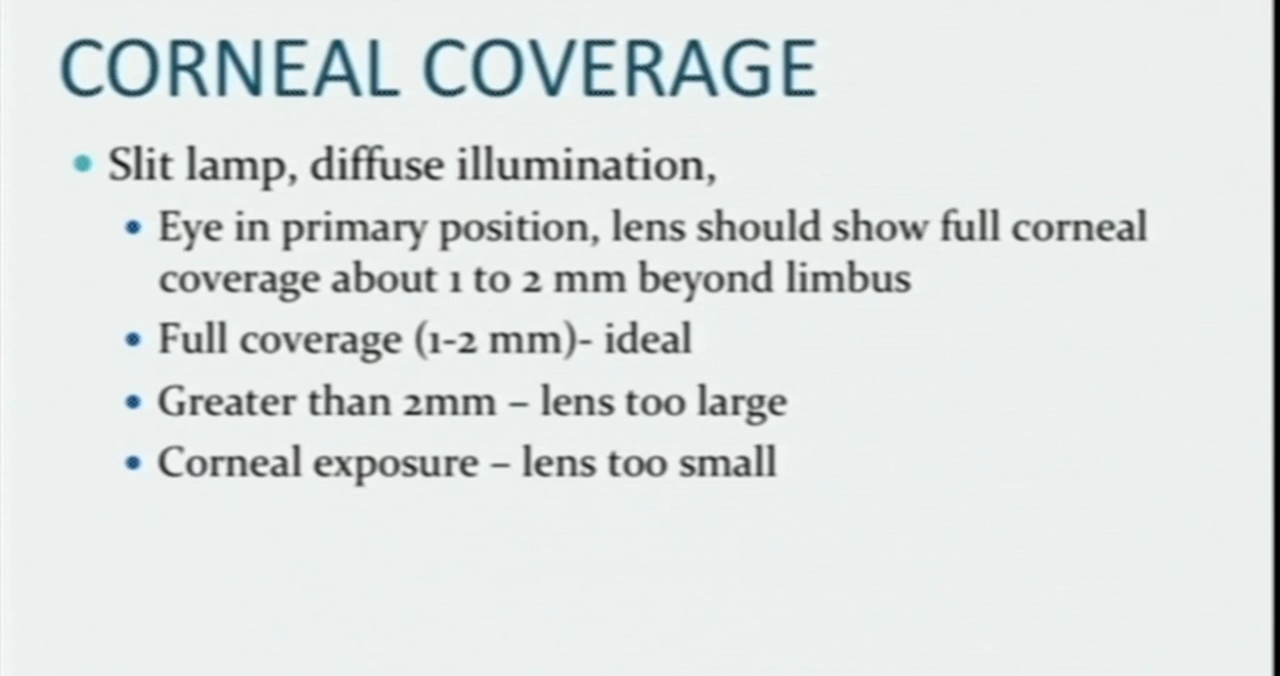 CORNEAL COVERAGE
Slit lamp, diffuse illumination,
Eye in primary position, lens should show full corneal
coverage about 1 to 2 mm beyond limbus
Full coverage (1-2 mm)- ideal
Greater than 2mm – lens too large
Corneal exposure – lens too small